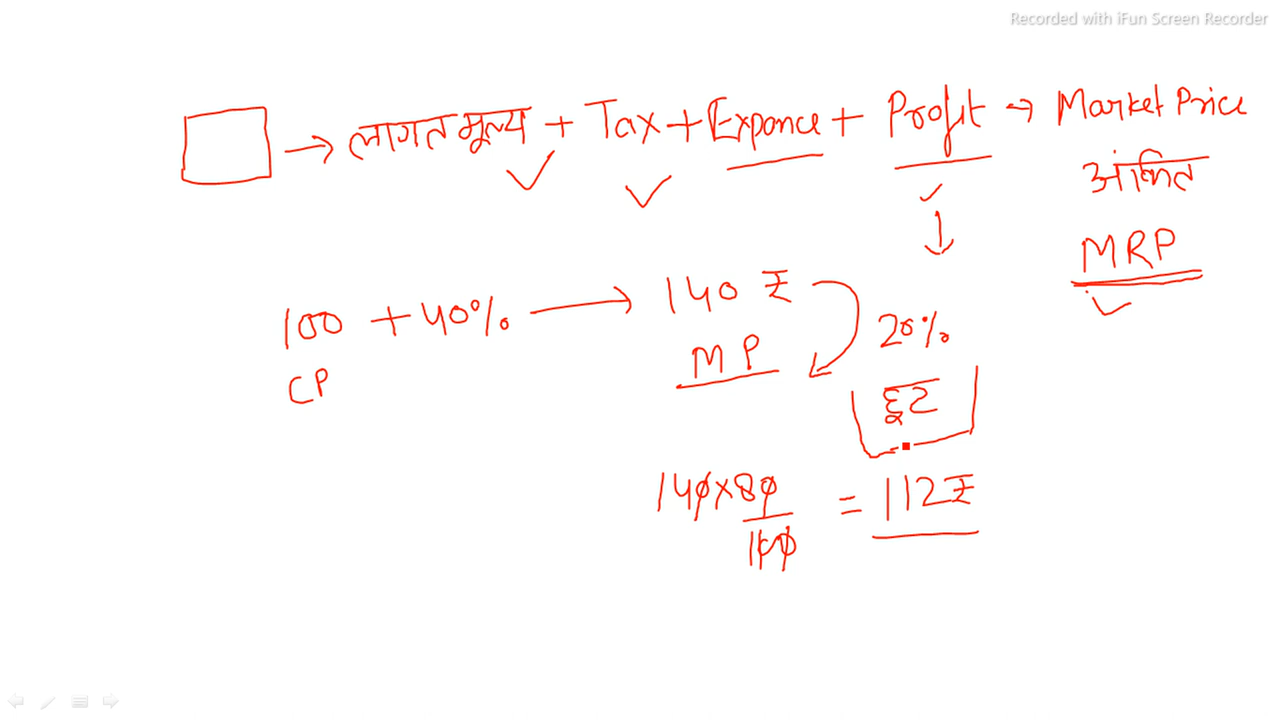 Recorded with iFun Screen Recorder
→ लागत मूल्य + Tax + Expance + Profit → Market Price
अंकित
MRP
100 + 40% → 140 ₹
CP
MP
20%
छूट
140×80/100 = 112₹